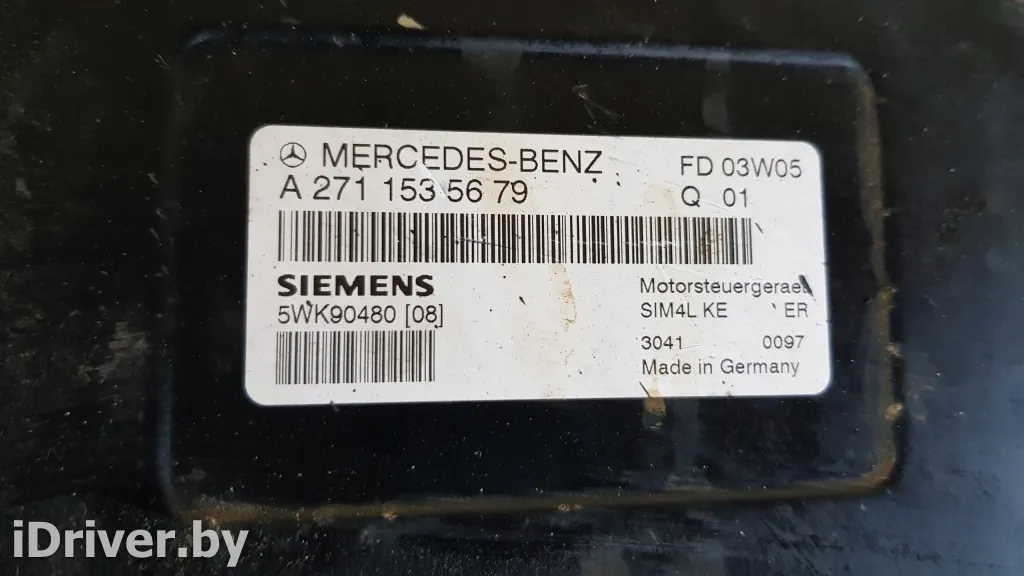 MERCEDES-BENZ FD 03W05
A 271 153 56 79 Q 01
SIEMENS
5WK90480 [08]
Motorsteuergerae
SIM4L KE ER
3041 0097
Made in Germany
iDriver.by